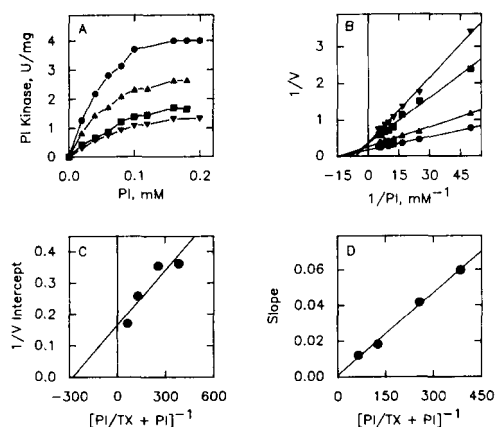 A
PI Kinase, U/mg
5
4
3
2
1
0
0.0
0.1
0.2
PI, mM
B
1/V
3
2
1
0
-15
0
15
30
45
1/PI, mM⁻¹
C
1/V Intercept
0.4
0.3
0.2
0.1
0.0
-300
0
300
600
[PI/TX + PI]⁻¹
D
Slope
0.06
0.04
0.02
0.00
0
150
300
450
[PI/TX + PI]⁻¹